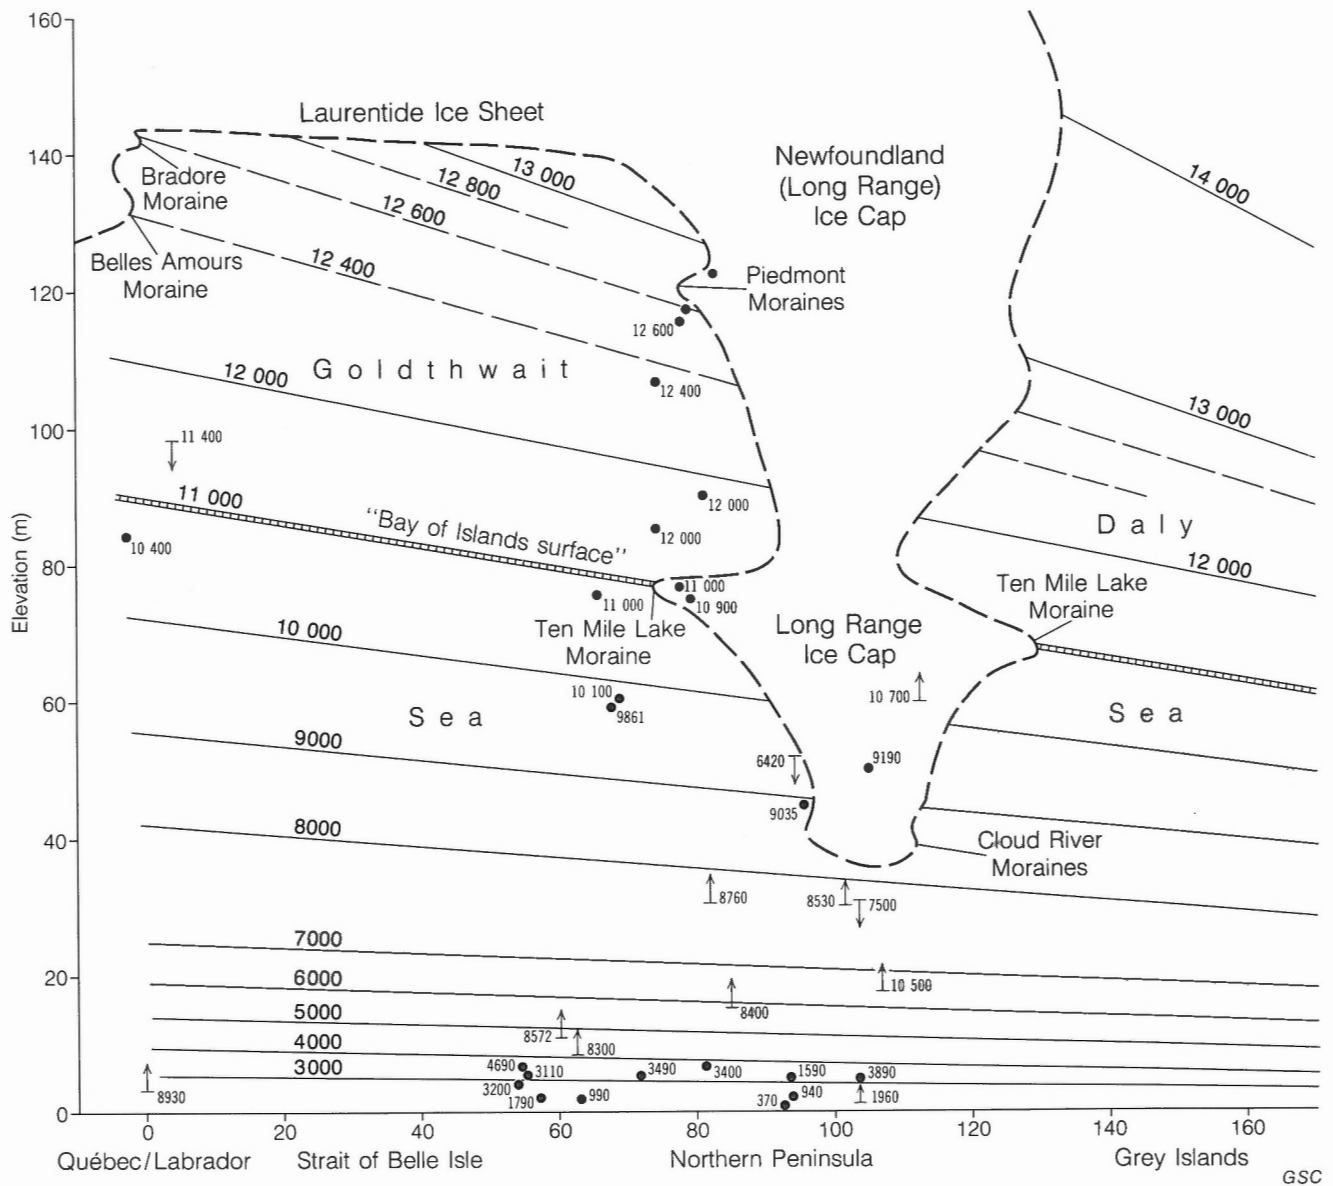 160
Laurentide Ice Sheet
140
Bradore
Moraine
13 000
12 800
12 600
12 400
Newfoundland
(Long Range)
Ice Cap
14 000
Belles Amours
Moraine
Piedmont
Moraines
120
12 600
Goldthwait
12 000
12 400
13 000
100
11 400
11 000
"Bay of Islands surface"
12 000
12 000
Daly
12 000
10 400
80
Elevation (m)
11 000
10 900
11 000
Ten Mile Lake
Moraine
Ten Mile Lake
Moraine
Long Range
Ice Cap
10 000
60
10 100
9861
10 700
Sea
Sea
9000
6420
9190
9035
8000
40
Cloud River
Moraines
8760
8530
7500
7000
20
10 500
6000
8400
5000
8572
8300
4000
4690
3110
3490
3400
1590
3890
3000
8930
3200
1790
990
370
940
1960
0
0
20
40
60
80
100
120
140
160
Québec/Labrador
Strait of Belle Isle
Northern Peninsula
Grey Islands
GSC